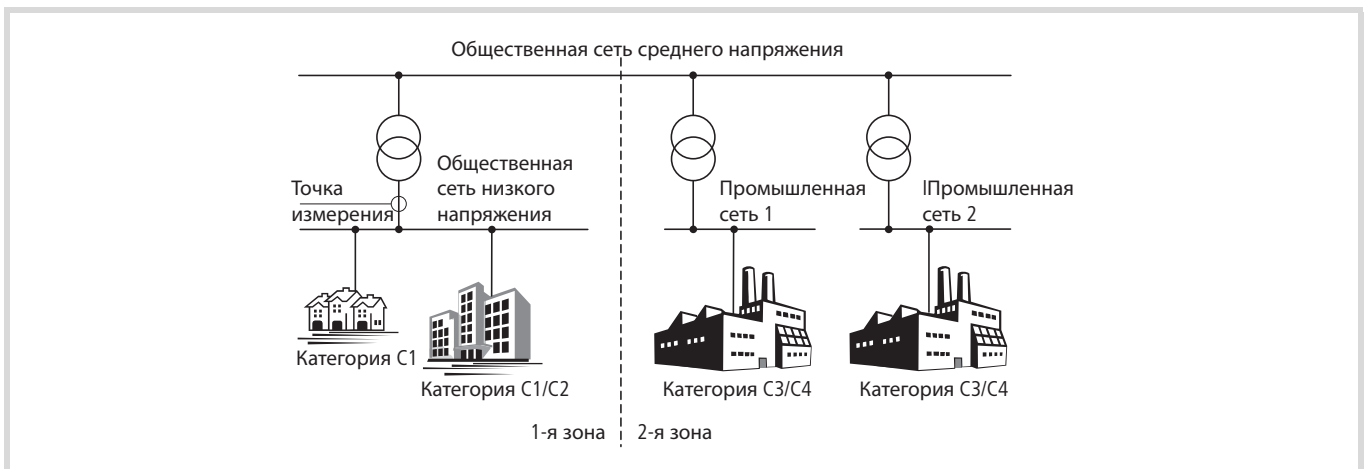 Общественная сеть среднего напряжения
Точка
измерения
Общественная
сеть низкого
напряжения
Промышленная
сеть 1
IПромышленная
сеть 2
Категория C1
Категория C1/C2
Категория C3/C4
Категория C3/C4
1-я зона
2-я зона